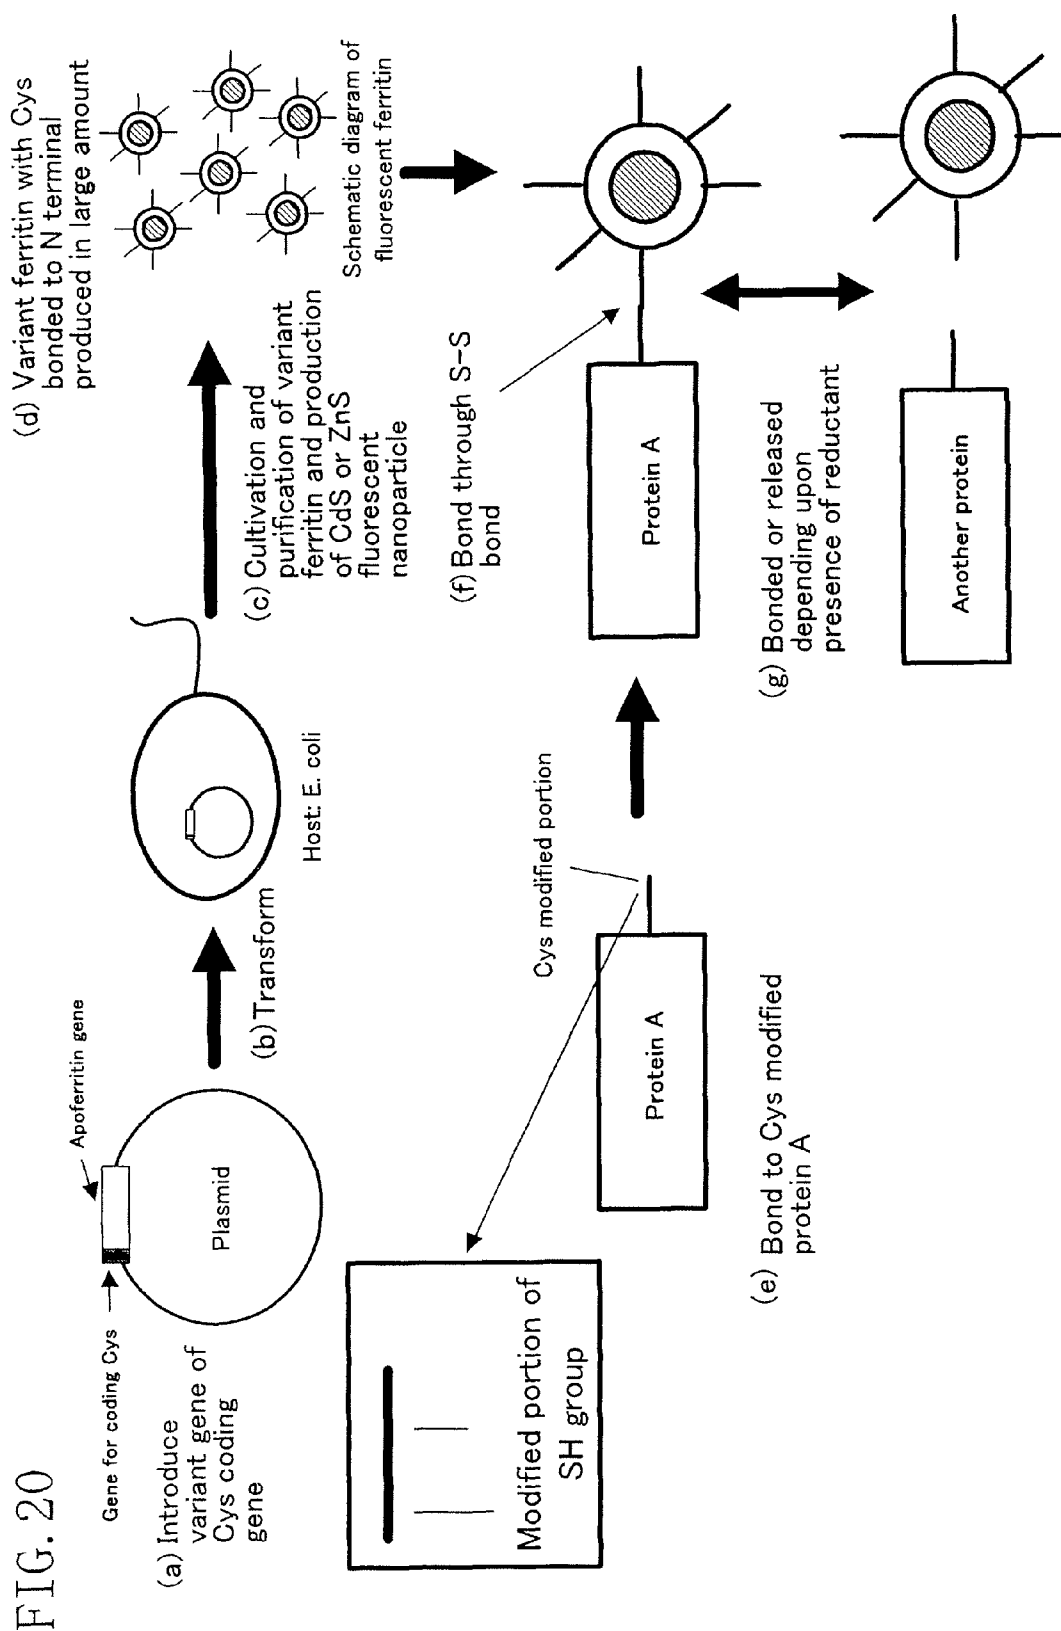 FIG. 20
Gene for coding Cys
Apoferritin gene
Plasmid
(a) Introduce
variant gene of
Cys coding
gene
(b) Transform
Host: E. coli
(c) Cultivation and
purification of variant
ferritin and production
of CdS or ZnS
fluorescent
nanoparticle
(d) Variant ferritin with Cys
bonded to N terminal
produced in large amount
Schematic diagram of
fluorescent ferritin
Modified portion of
SH group
Cys modified portion
Protein A
(e) Bond to Cys modified
protein A
(f) Bond through S-S
bond
Protein A
(g) Bonded or released
depending upon
presence of reductant
Another protein